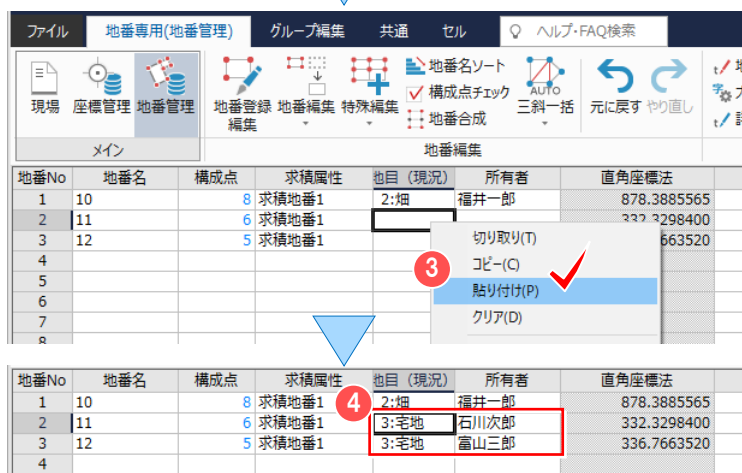 ファイル 地番専用(地番管理) グループ編集 共通 セル ヘルプ・FAQ検索
現場 座標管理 地番管理 地番登録編集 地番編集 特殊編集 地番名ソート 構成点チェック 地番合成 AUTO 三斜一括 元に戻す やり直し
メイン 地番編集
地番No 地番名 構成点 求積属性 地目（現況） 所有者 直角座標法
1 10 8 求積地番1 2:畑 福井一郎 878.3885565
2 11 6 求積地番1 332.3298400
3 12 5 求積地番1 663520
4
5
6
7
8
切り取り(T)
3 コピー(C)
貼り付け(P)
クリア(D)
地番No 地番名 構成点 求積属性 地目（現況） 所有者 直角座標法
1 10 8 求積地番1 4 2:畑 福井一郎 878.3885565
2 11 6 求積地番1 3:宅地 石川次郎 332.3298400
3 12 5 求積地番1 3:宅地 富山三郎 336.7663520
4